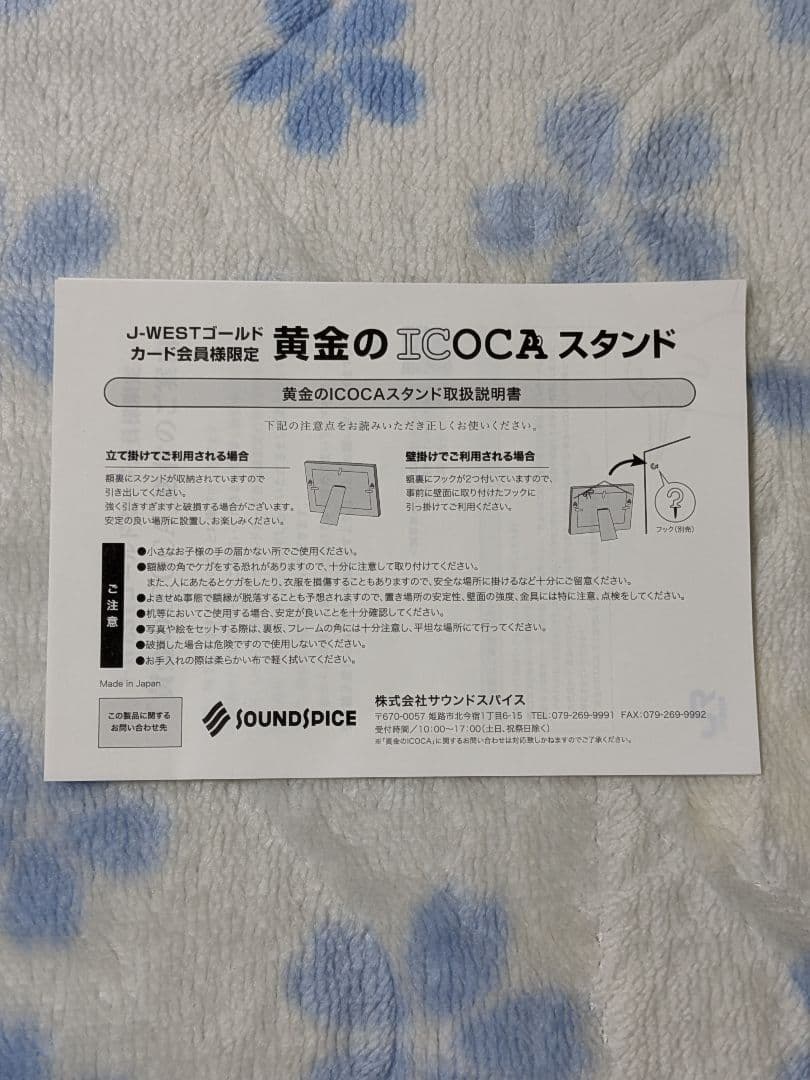 J-WESTゴールド
カード会員様限定
黄金のICOCAスタンド
黄金のICOCAスタンド取扱説明書
下記の注意点をお読みいただき正しくお使いください。
立て掛けてご利用される場合
額裏にスタンドが収納されていますので
引き出してください。
強く引きすぎますと破損する場合がございます。
安定の良い場所に設置し、お楽しみください。
壁掛けでご利用される場合
額裏にフックが2つ付いていますので、
事前に壁面に取り付けたフックに
引っ掛けてご利用ください。
フック(別売)
ご注意
●小さなお子様の手の届かない所でご使用ください。
●額縁の角でケガをする恐れがありますので、十分に注意して取り付けてください。
また、人にあたるとケガをしたり、衣服を損傷することもありますので、安全な場所に掛けるなど十分にご留意ください。
●よきせぬ事態で額縁が脱落することも予想されますので、置き場所の安定性、壁面の強度、金具には特に注意、点検をしてください。
●机等においてご使用する場合、安定が良いことを十分確認してください。
●写真や絵をセットする際は、裏板、フレームの角には十分注意し、平坦な場所にて行ってください。
●破損した場合は危険ですので使用しないでください。
●お手入れの際は柔らかい布で軽く拭いてください。
Made in Japan
この製品に関する
お問い合わせ先
SOUNDSPICE
株式会社サウンドスパイス
〒670-0057 姫路市北今宿1丁目6-15 TEL:079-269-9991 FAX:079-269-9992
受付時間/10:00〜17:00(土日、祝祭日除く)
※「黄金のICOCA」に関するお問い合わせは対応致しかねますのでご了承ください。